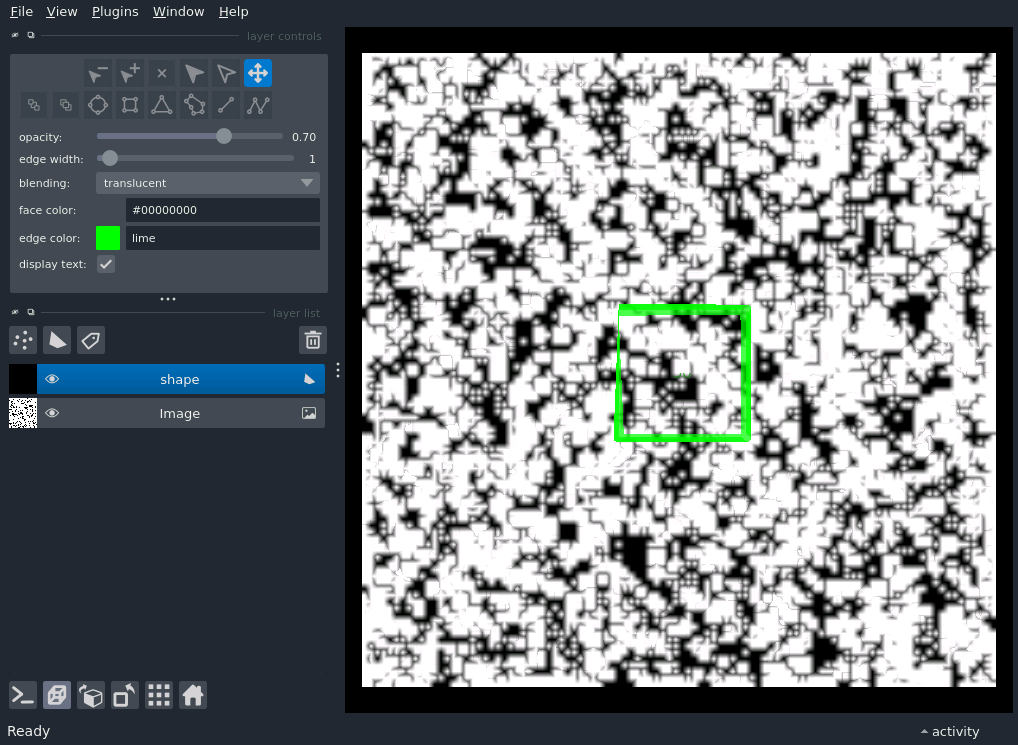 File View Plugins Window Help
layer controls
opacity: 0.70
edge width: 1
blending: translucent
face color: #00000000
edge color: lime
display text:
layer list
shape
Image
Ready
activity